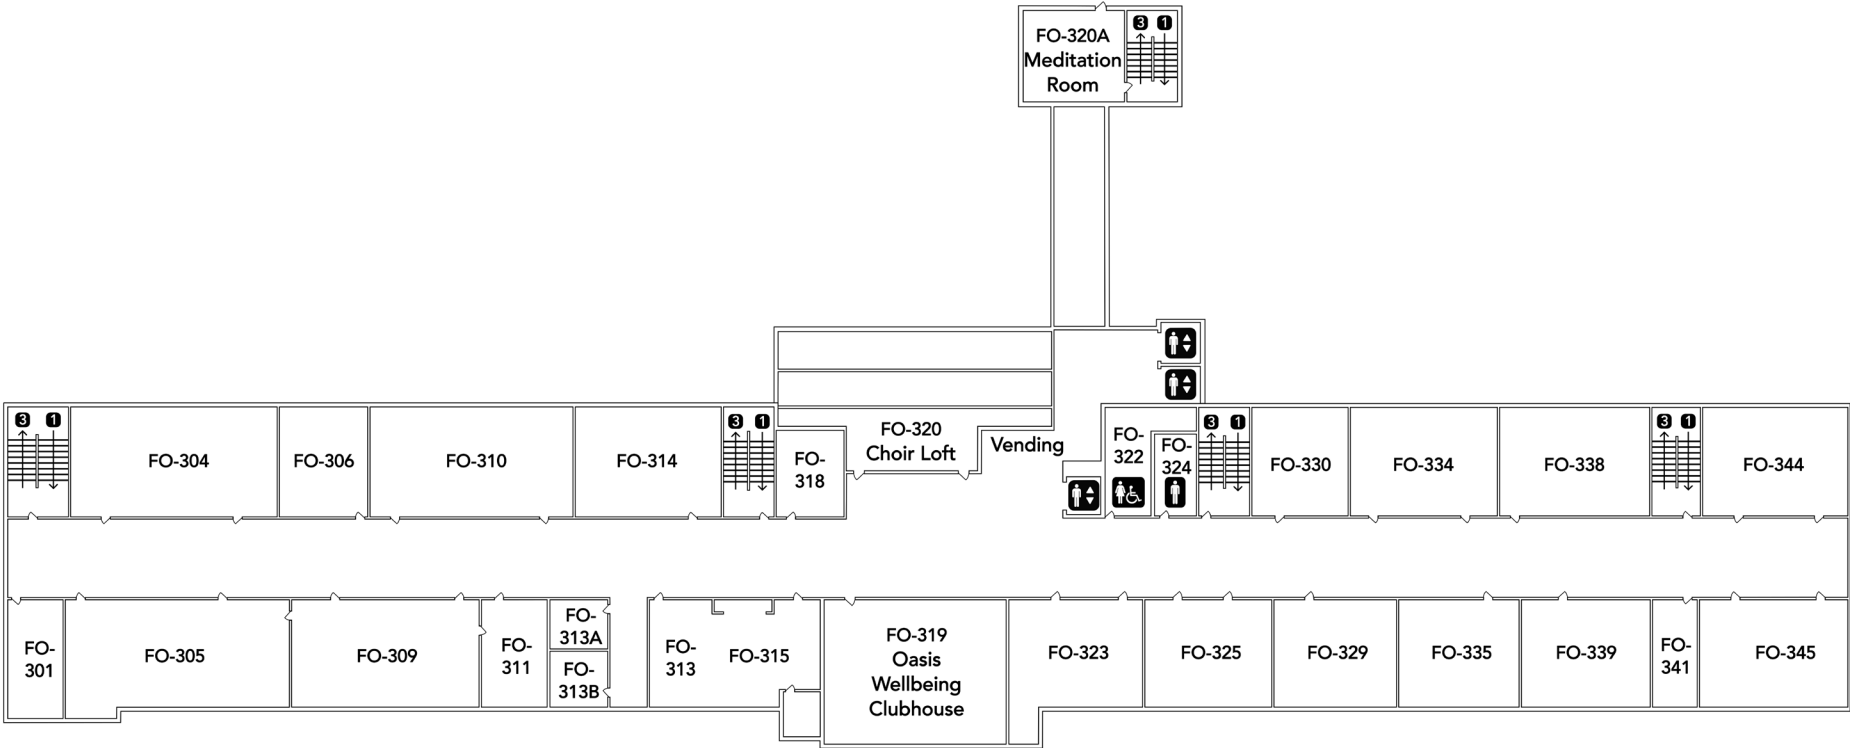 FO-320A
Meditation
Room
3 1
3 1
FO-304
FO-306
FO-310
FO-314
3 1
FO-
318
FO-320
Choir Loft
Vending
FO-
322
FO-
324
3 1
FO-330
FO-334
FO-338
3 1
FO-344
FO-
301
FO-305
FO-309
FO-
311
FO-
313A
FO-
313B
FO-
313
FO-315
FO-319
Oasis
Wellbeing
Clubhouse
FO-323
FO-325
FO-329
FO-335
FO-339
FO-
341
FO-345